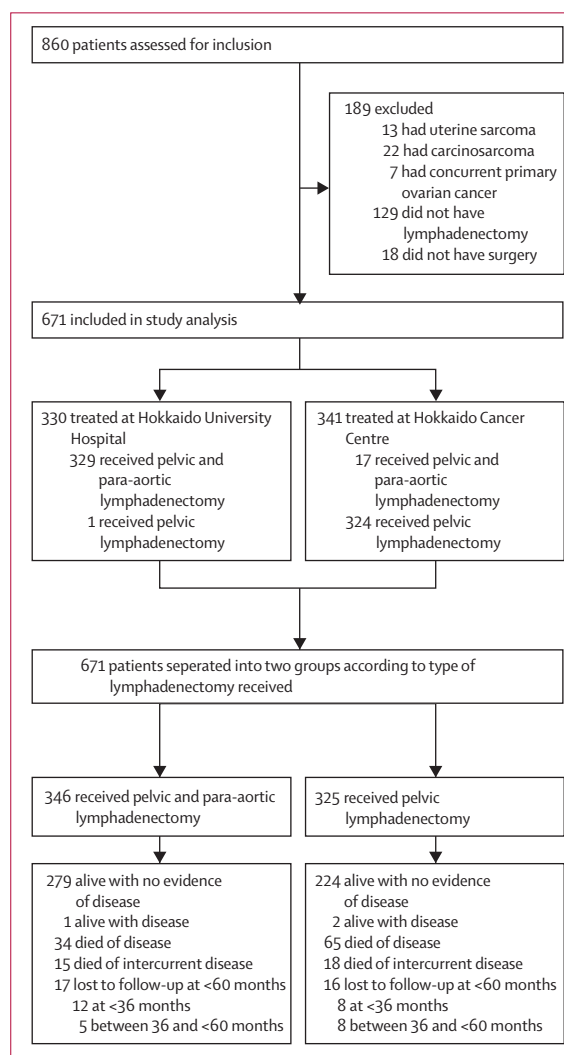 860 patients assessed for inclusion
189 excluded
13 had uterine sarcoma
22 had carcinosarcoma
7 had concurrent primary
ovarian cancer
129 did not have
lymphadenectomy
18 did not have surgery
671 included in study analysis
330 treated at Hokkaido University
Hospital
329 received pelvic and
para-aortic
lymphadenectomy
1 received pelvic
lymphadenectomy
341 treated at Hokkaido Cancer
Centre
17 received pelvic and
para-aortic
lymphadenectomy
324 received pelvic
lymphadenectomy
671 patients seperated into two groups according to type of
lymphadenectomy received
346 received pelvic and para-aortic
lymphadenectomy
325 received pelvic
lymphadenectomy
279 alive with no evidence
of disease
1 alive with disease
34 died of disease
15 died of intercurrent disease
17 lost to follow-up at <60 months
12 at <36 months
5 between 36 and <60 months
224 alive with no evidence
of disease
2 alive with disease
65 died of disease
18 died of intercurrent disease
16 lost to follow-up at <60 months
8 at <36 months
8 between 36 and <60 months